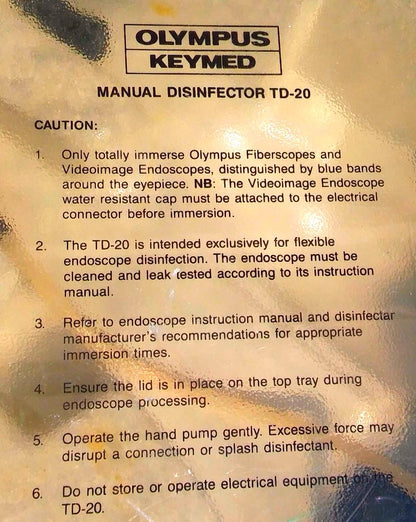 OLYMPUS
KEYMED
MANUAL DISINFECTOR TD-20
CAUTION:
1. Only totally immerse Olympus Fiberscopes and
Videoimage Endoscopes, distinguished by blue bands
around the eyepiece. NB: The Videoimage Endoscope
water resistant cap must be attached to the electrical
connector before immersion.
2. The TD-20 is intended exclusively for flexible
endoscope disinfection. The endoscope must be
cleaned and leak tested according to its instruction
manual.
3. Refer to endoscope instruction manual and disinfectar
manufacturer's recommendations for appropriate
immersion times.
4. Ensure the lid is in place on the top tray during
endoscope processing.
5. Operate the hand pump gently. Excessive force may
disrupt a connection or splash disinfectant.
6. Do not store or operate electrical equipment on the
TD-20.